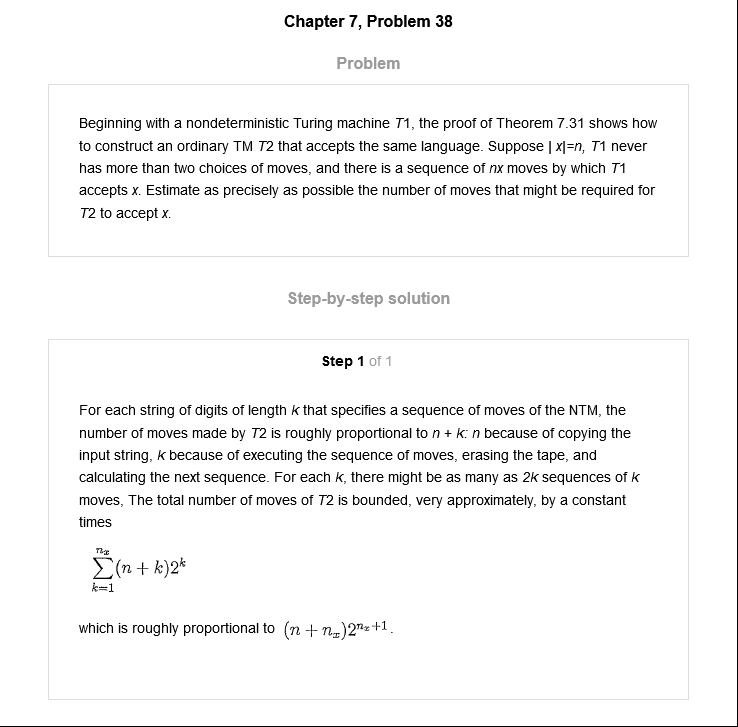 Chapter 7, Problem 38
Problem
Beginning with a nondeterministic Turing machine T1, the proof of Theorem 7.31 shows how
to construct an ordinary TM T2 that accepts the same language. Suppose | x|=n, T1 never
has more than two choices of moves, and there is a sequence of nx moves by which T1
accepts x. Estimate as precisely as possible the number of moves that might be required for
T2 to accept x.
Step-by-step solution
Step 1 of 1
For each string of digits of length k that specifies a sequence of moves of the NTM, the
number of moves made by T2 is roughly proportional to n + k: n because of copying the
input string, k because of executing the sequence of moves, erasing the tape, and
calculating the next sequence. For each k, there might be as many as 2k sequences of k
moves, The total number of moves of T2 is bounded, very approximately, by a constant
times
∑_{k=1}^{n_x} (n + k)2^k
which is roughly proportional to (n + n_x)2^{n_x+1}.